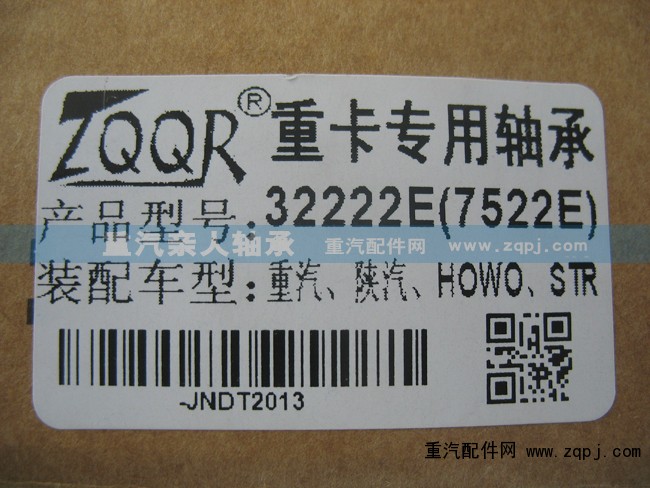 ZQQR® 重卡专用轴承
产品型号:32222E(7522E)
重汽亲人轴承 重汽配件网 www.zqpj.com
装配车型:重汽、陕汽、HOWO、STR
-JNDT2013
重汽配件网 www.zqpj.com